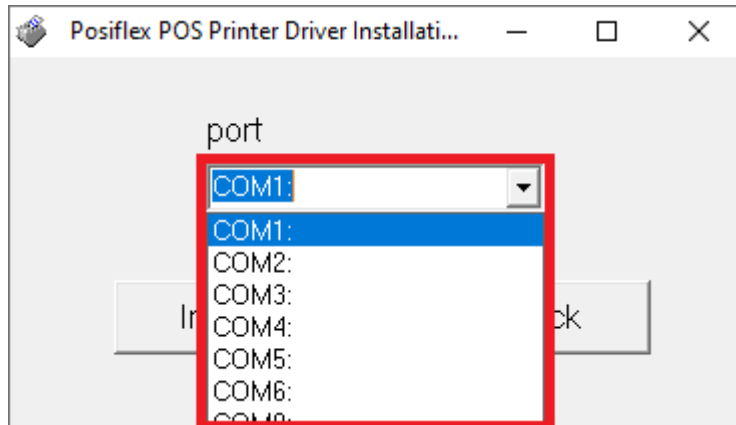 Posiflex POS Printer Driver Installati...
port
COM1:
COM1:
COM2:
COM3:
COM4:
COM5:
COM6: